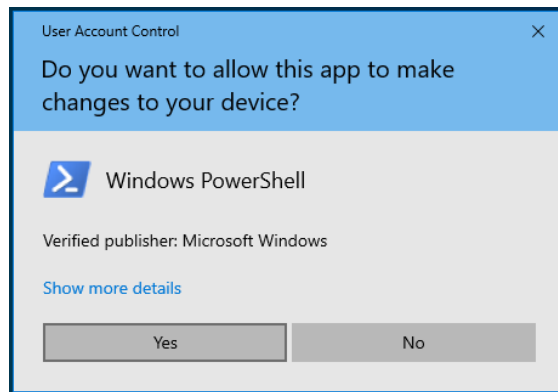 User Account Control
Do you want to allow this app to make
changes to your device?
Windows PowerShell
Verified publisher: Microsoft Windows
Show more details
Yes
No